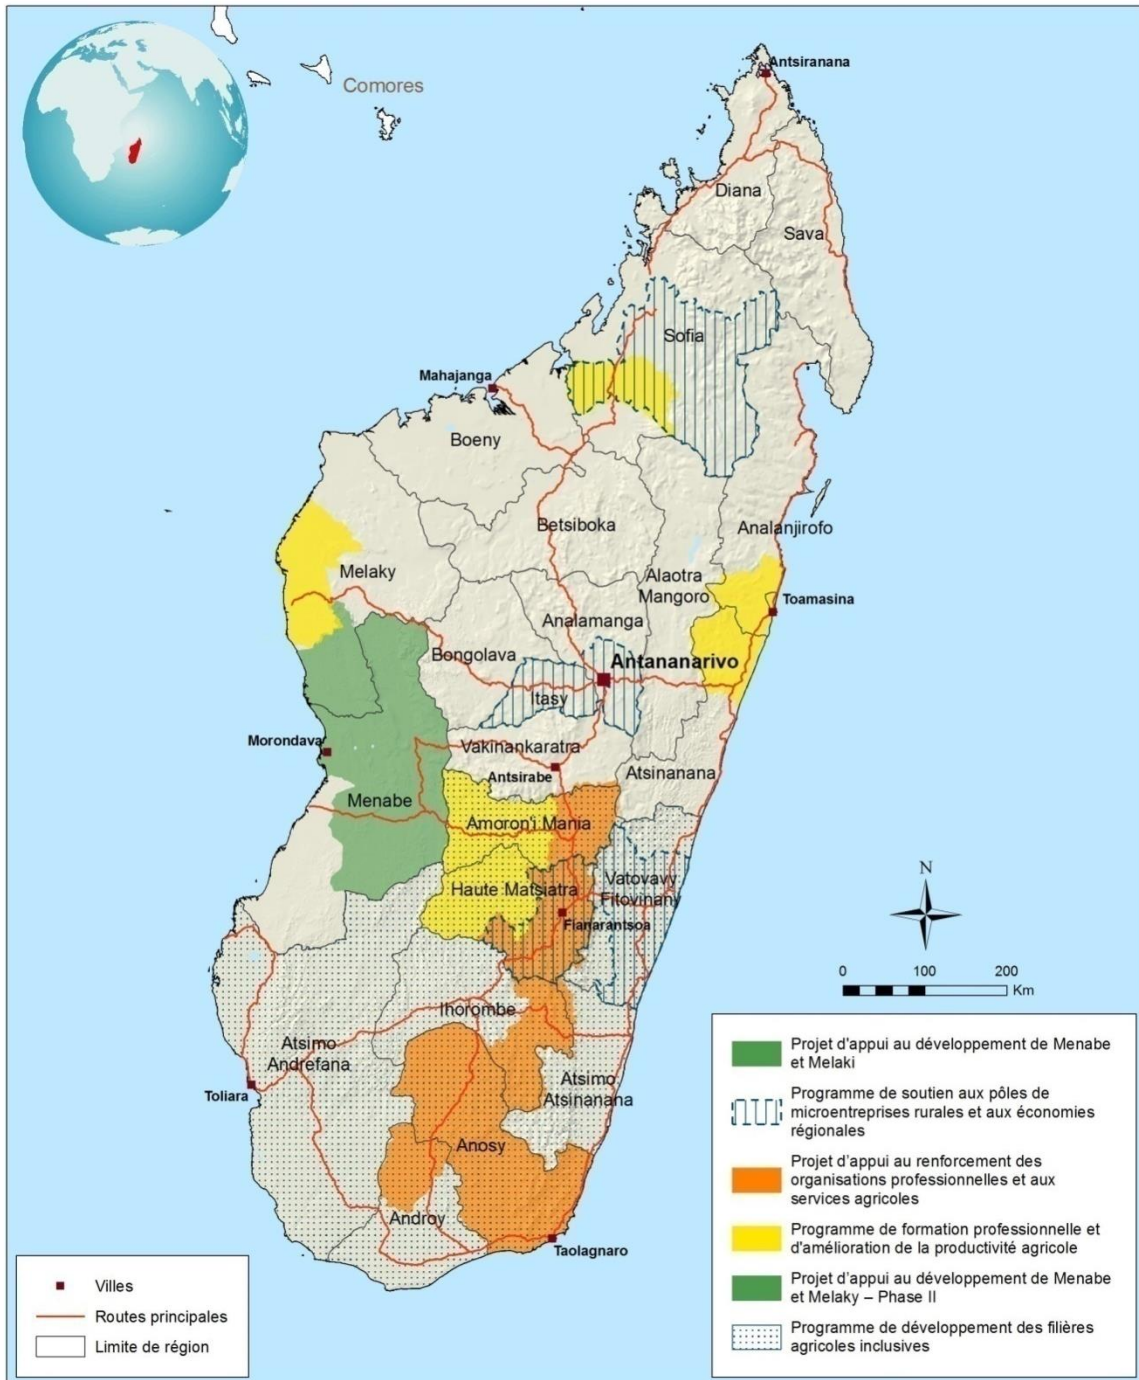 Comores
Antsiranana
Diana
Sava
Sofia
Mahajanga
Boeny
Betsiboka
Analanjirofo
Melaky
Alaotra
Mangoro
Toamasina
Analamanga
Bongolava
Antananarivo
Itasy
Morondava
Vakinankaratra
Antsirabe
Atsinanana
Menabe
Amoron'i Mania
Haute Matsiatra
Vatovavy
Fitovinany
Fianarantsoa
N
0 100 200
Km
Ihorombe
Atsimo
Andrefana
Toliara
Atsimo
Atsinanana
Anosy
Androy
Taolagnaro
Villes
Routes principales
Limite de région
Projet d'appui au développement de Menabe
et Melaki
Programme de soutien aux pôles de
microentreprises rurales et aux économies
régionales
Projet d'appui au renforcement des
organisations professionnelles et aux
services agricoles
Programme de formation professionnelle et
d'amélioration de la productivité agricole
Projet d'appui au développement de Menabe
et Melaky – Phase II
Programme de développement des filières
agricoles inclusives